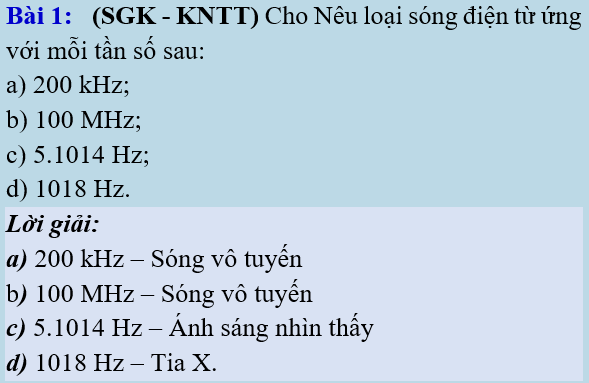 Bài 1: (SGK - KNTT) Cho Nêu loại sóng điện từ ứng
với mỗi tần số sau:
a) 200 kHz;
b) 100 MHz;
c) 5.1014 Hz;
d) 1018 Hz.
Lời giải:
a) 200 kHz – Sóng vô tuyến
b) 100 MHz – Sóng vô tuyến
c) 5.1014 Hz – Ánh sáng nhìn thấy
d) 1018 Hz – Tia X.